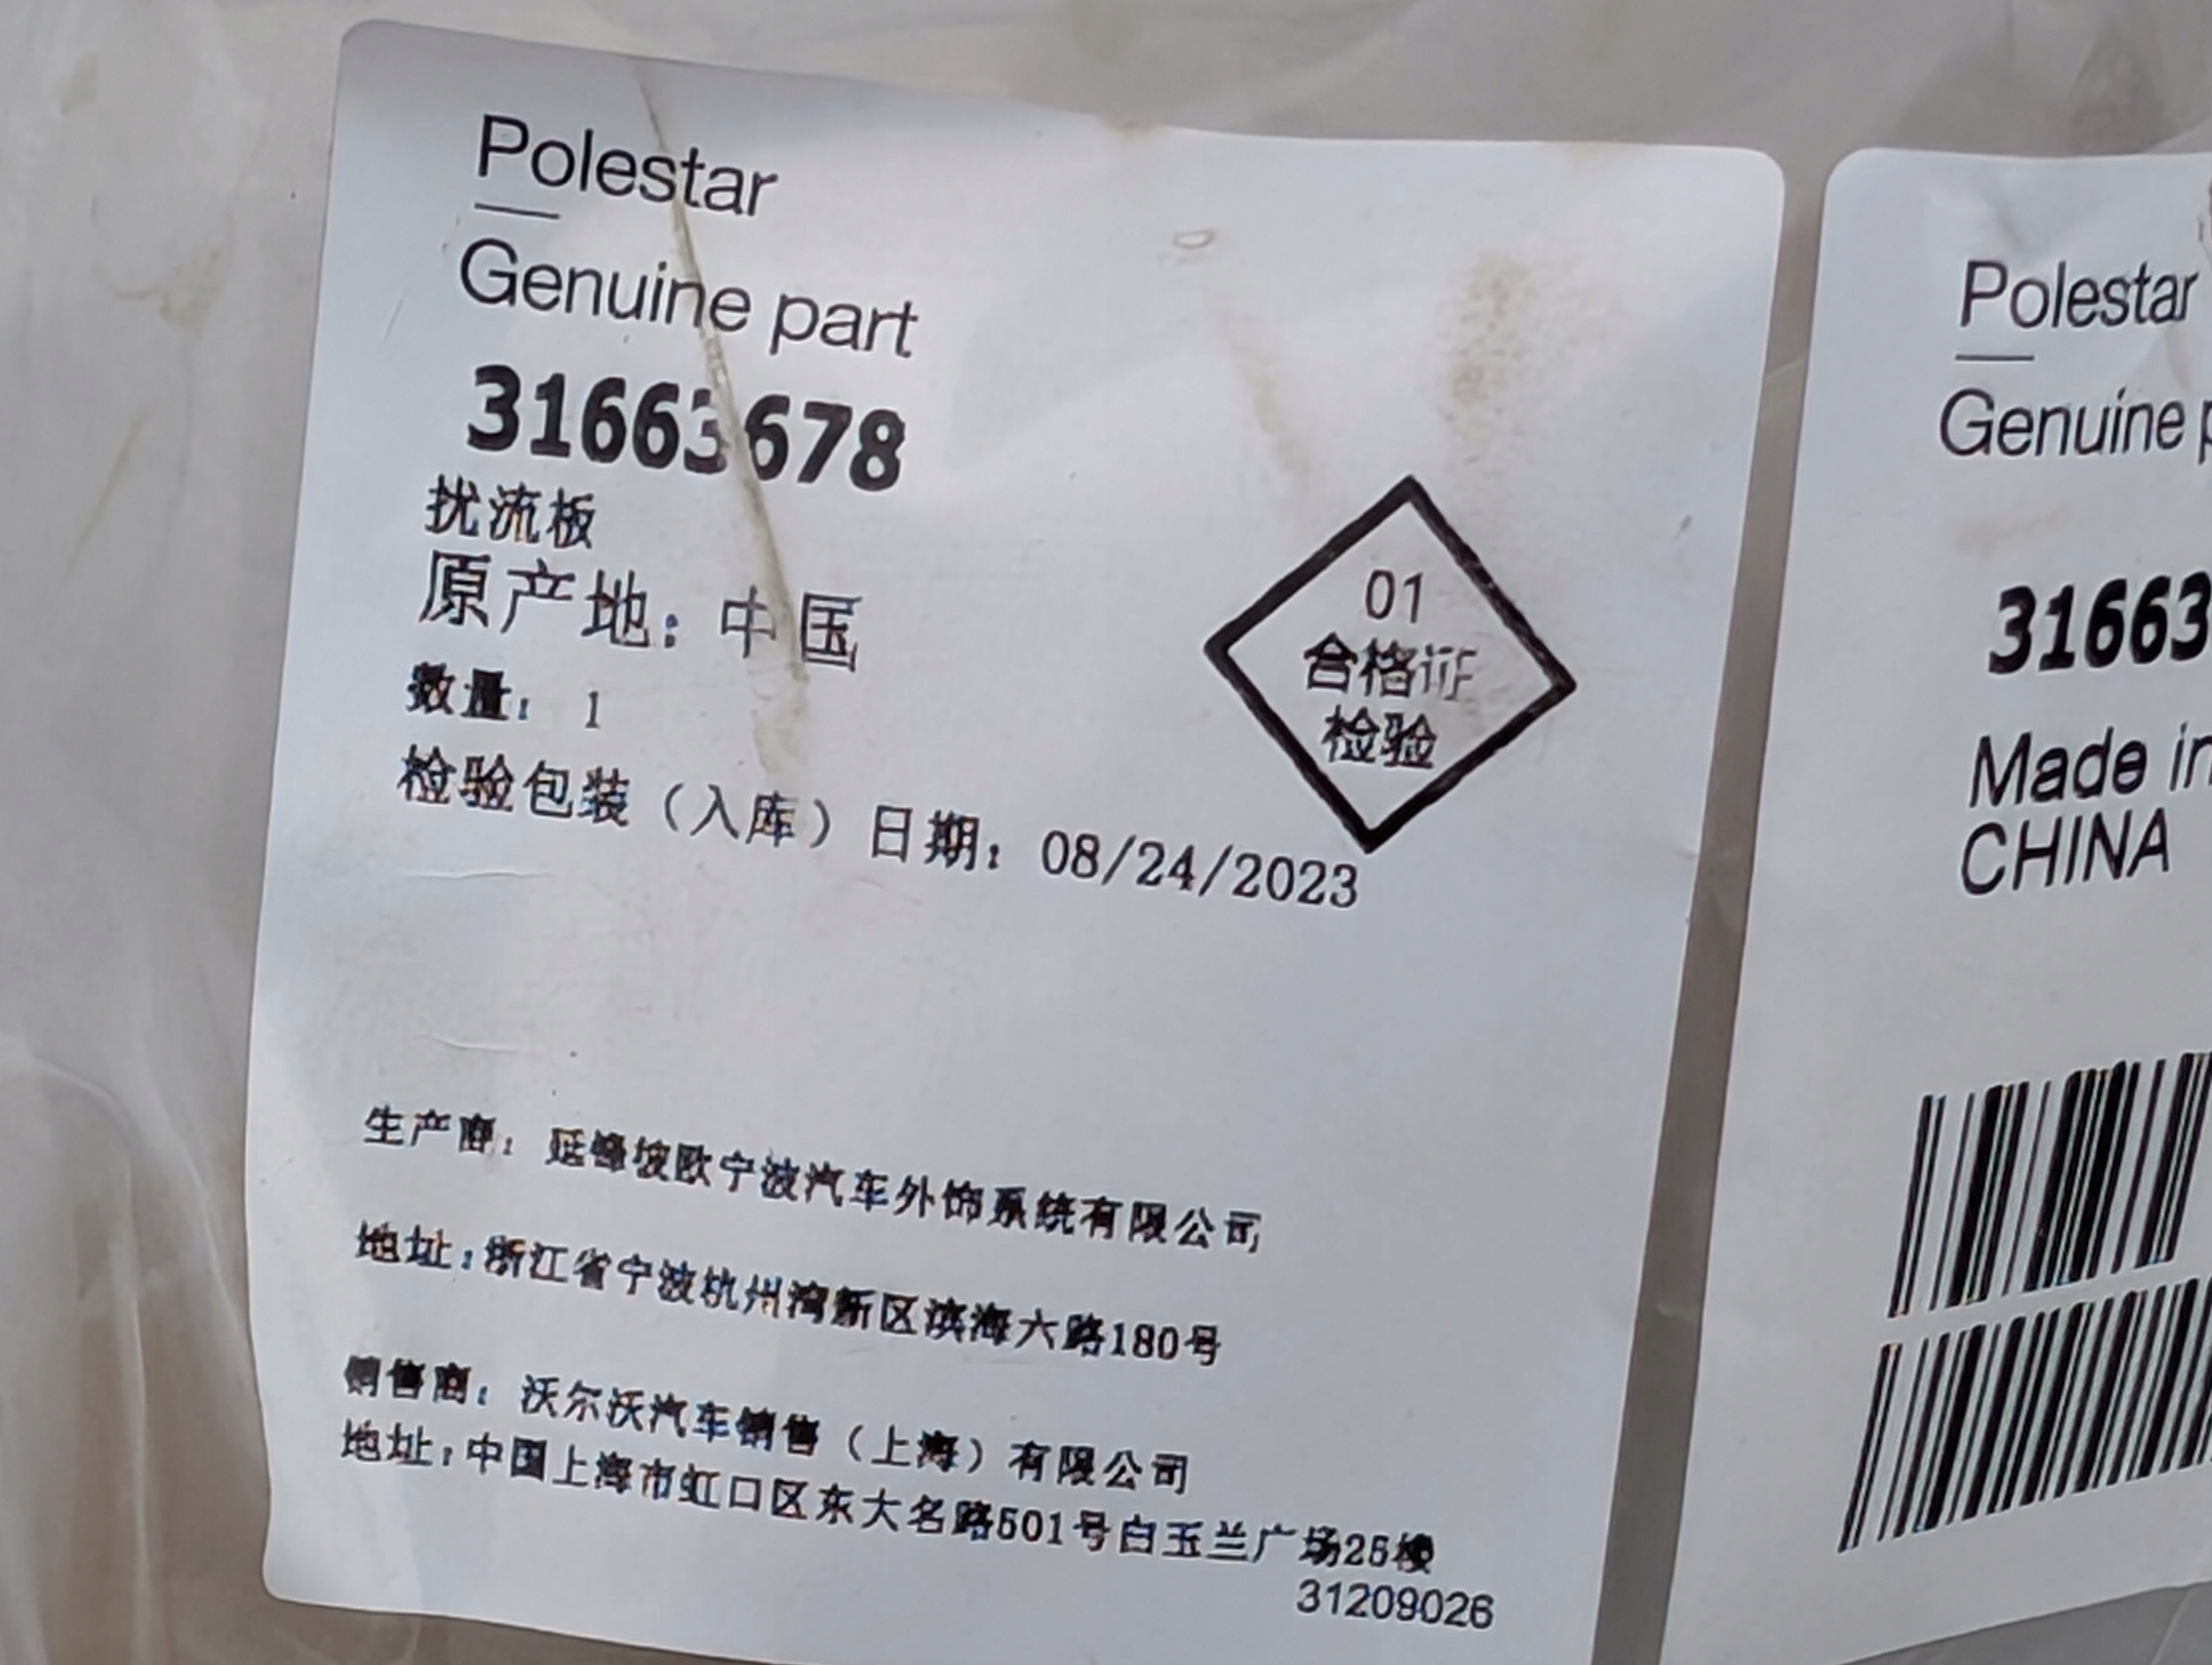 Polestar
Genuine part
31663678
扰流板
原产地：中国
数量：1
检验包装（入库）日期：08/24/2023
01
合格证
检验
生产商：延锋坡欧宁波汽车外饰系统有限公司
地址：浙江省宁波杭州湾新区滨海六路180号
销售商：沃尔沃汽车销售（上海）有限公司
地址：中国上海市虹口区东大名路501号白玉兰广场25楼
31209026
Polestar
Genuine p
31663
Made in
CHINA